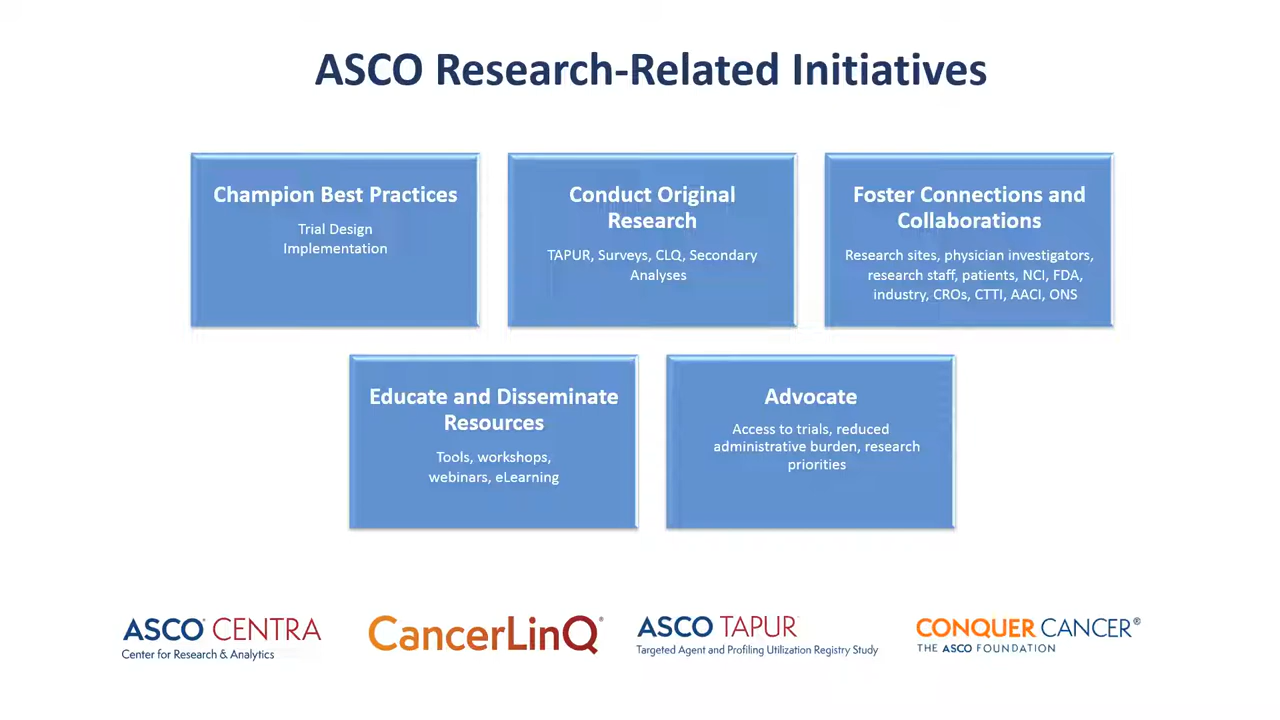 ASCO Research-Related Initiatives
Champion Best Practices
Trial Design
Implementation
Conduct Original
Research
TAPUR, Surveys, CLQ, Secondary
Analyses
Foster Connections and
Collaborations
Research sites, physician investigators,
research staff, patients, NCI, FDA,
industry, CROs, CTTI, AACI, ONS
Educate and Disseminate
Resources
Tools, workshops,
webinars, eLearning
Advocate
Access to trials, reduced
administrative burden, research
priorities
ASCO® CENTRA
Center for Research & Analytics
CancerLinQ®
ASCO TAPUR™
Targeted Agent and Profiling Utilization Registry Study
CONQUER CANCER®
THE ASCO FOUNDATION